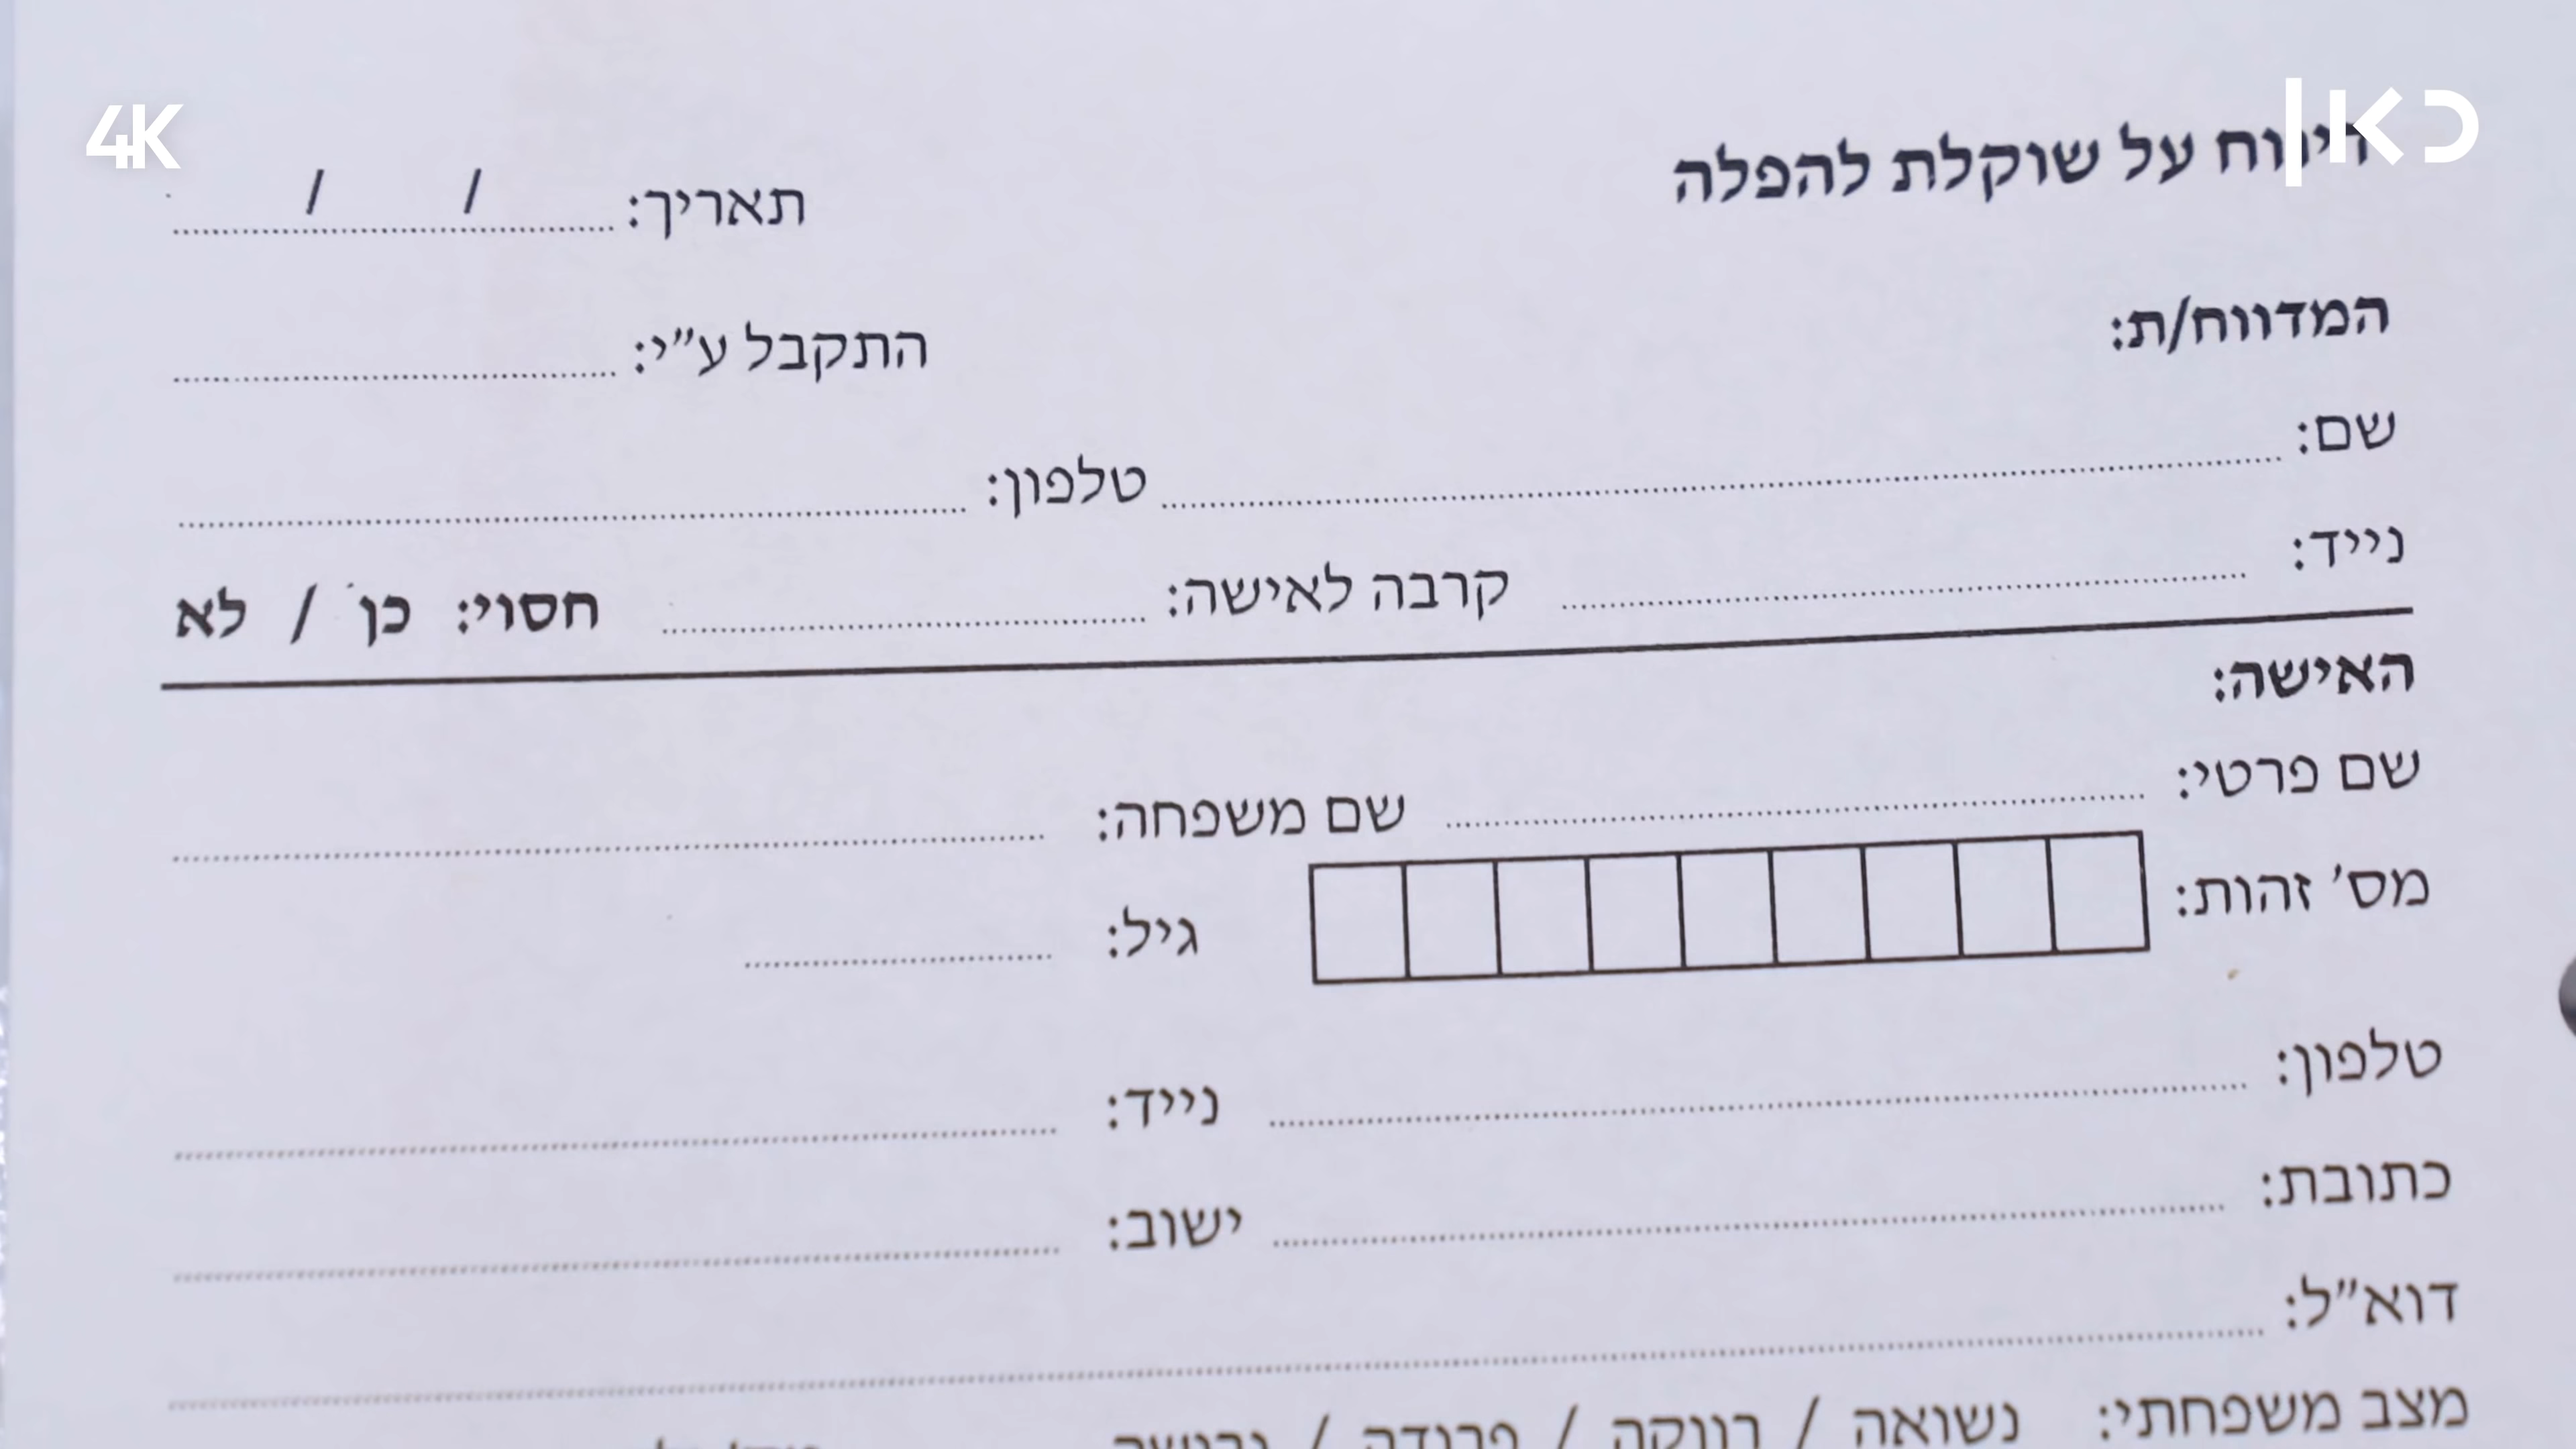 4K
כאן
על שוקלת להפלה
תאריך: / /
התקבל ע"י:
המדווח/ת:
שם: טלפון:
נייד: קרבה לאישה: חסוי: כן / לא
האישה:
שם פרטי: שם משפחה:
מס' זהות: גיל:
טלפון: נייד:
כתובת: ישוב:
דוא"ל:
מצב משפחתי: נשואה / רווקה / פרודה / גרושה